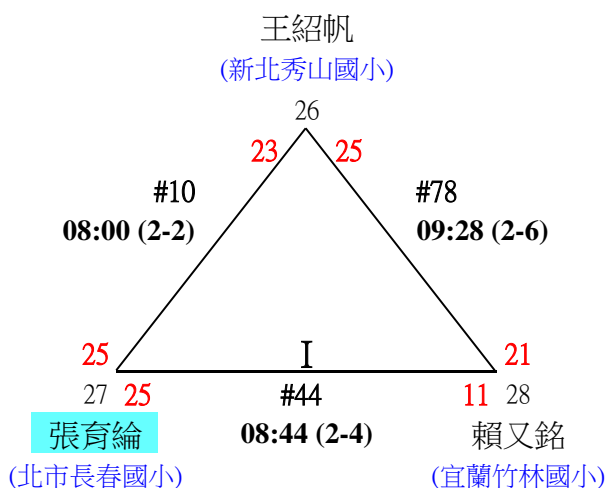 王紹帆
(新北秀山國小)
26
23 25
#10 #78
08:00 (2-2) 09:28 (2-6)
25 I 21
27 25 #44 11 28
張育綸 08:44 (2-4) 賴又銘
(北市長春國小) (宜蘭竹林國小)